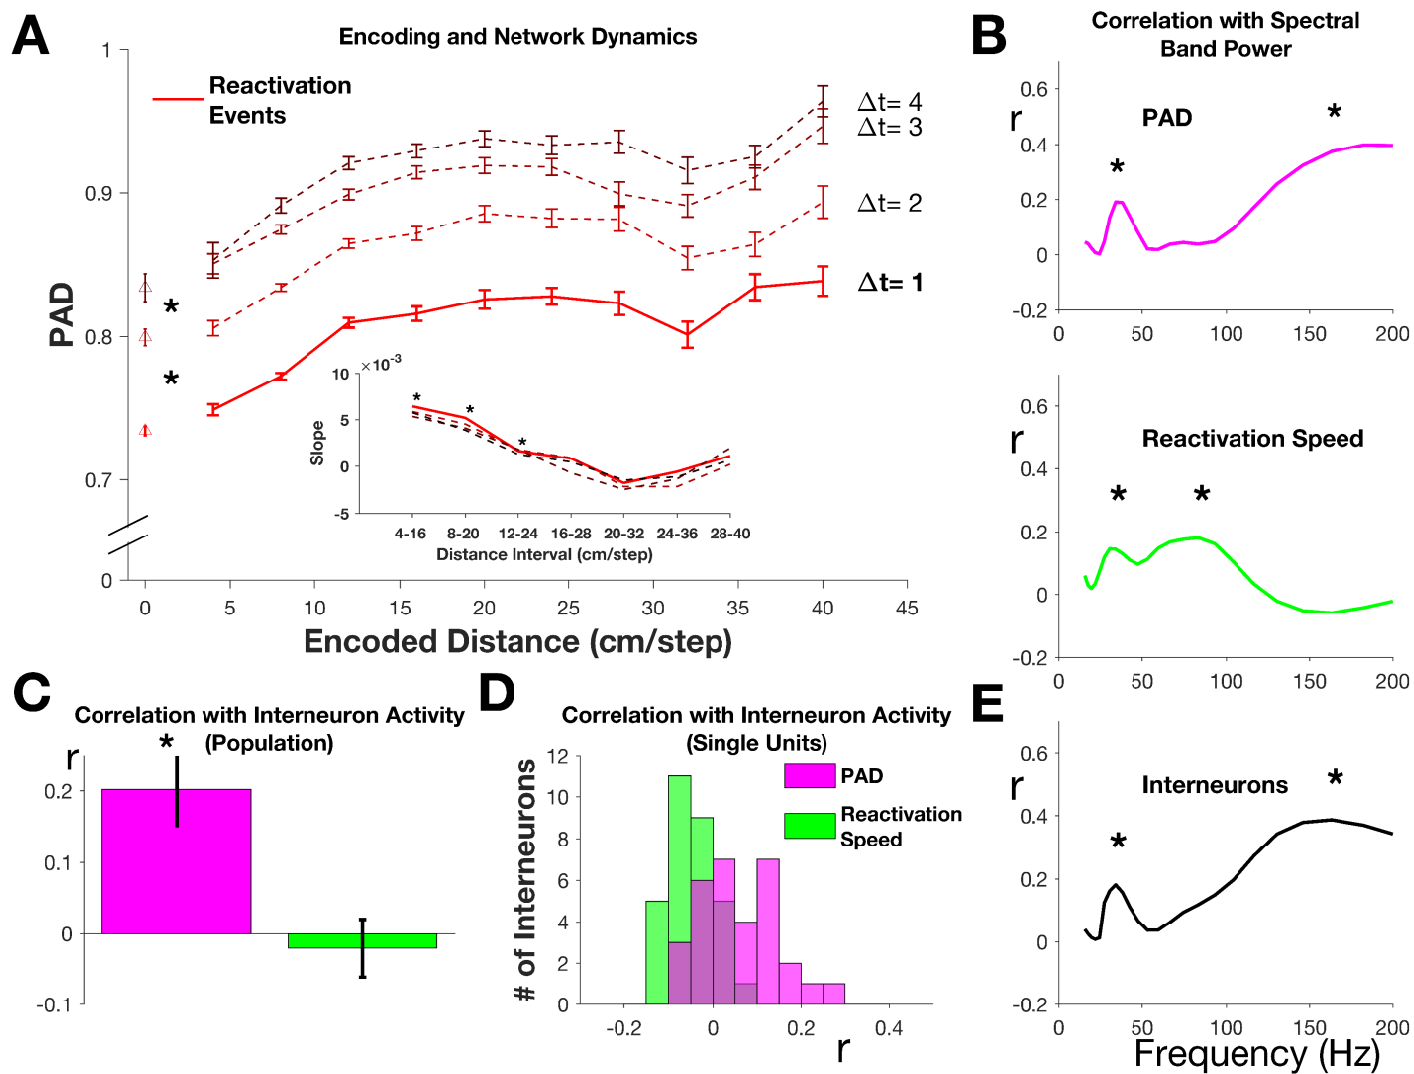 A
Encoding and Network Dynamics
Reactivation
Events
Δt= 4
Δt= 3
Δt= 2
Δt= 1
PAD
1
0.9
0.8
0.7
0
*
*
0 5 10 15 20 25 30 35 40 45
Encoded Distance (cm/step)
×10-3
10
5
0
-5
Slope
* * *
4-16 8-20 12-24 16-28 20-32 24-36 28-40
Distance Interval (cm/step)
B
Correlation with Spectral
Band Power
PAD
r
* *
0.6
0.4
0.2
0
-0.2
0 50 100 150 200
Reactivation Speed
r
* *
0.6
0.4
0.2
0
-0.2
0 50 100 150 200
C
Correlation with Interneuron Activity
(Population)
r
*
0.2
0.1
0
-0.1
D
Correlation with Interneuron Activity
(Single Units)
PAD
Reactivation
Speed
# of Interneurons
12
10
8
6
4
2
0
-0.2 0 0.2 0.4
r
E
Interneurons
r
* *
0.6
0.4
0.2
0
-0.2
0 50 100 150 200
Frequency (Hz)